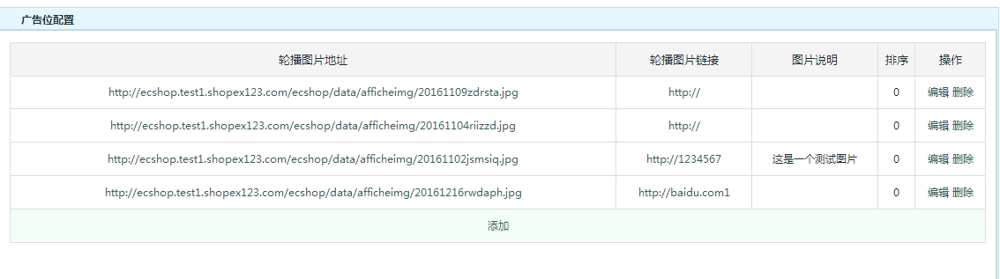 广告位配置
轮播图片地址 轮播图片链接 图片说明 排序 操作
http://ecshop.test1.shopex123.com/ecshop/data/afficheimg/20161109zdrsta.jpg http:// 0 编辑 删除
http://ecshop.test1.shopex123.com/ecshop/data/afficheimg/20161104riizzd.jpg http:// 0 编辑 删除
http://ecshop.test1.shopex123.com/ecshop/data/afficheimg/20161102jsmsiq.jpg http://1234567 这是一个测试图片 0 编辑 删除
http://ecshop.test1.shopex123.com/ecshop/data/afficheimg/20161216rwdaph.jpg http://baidu.com1 0 编辑 删除
添加